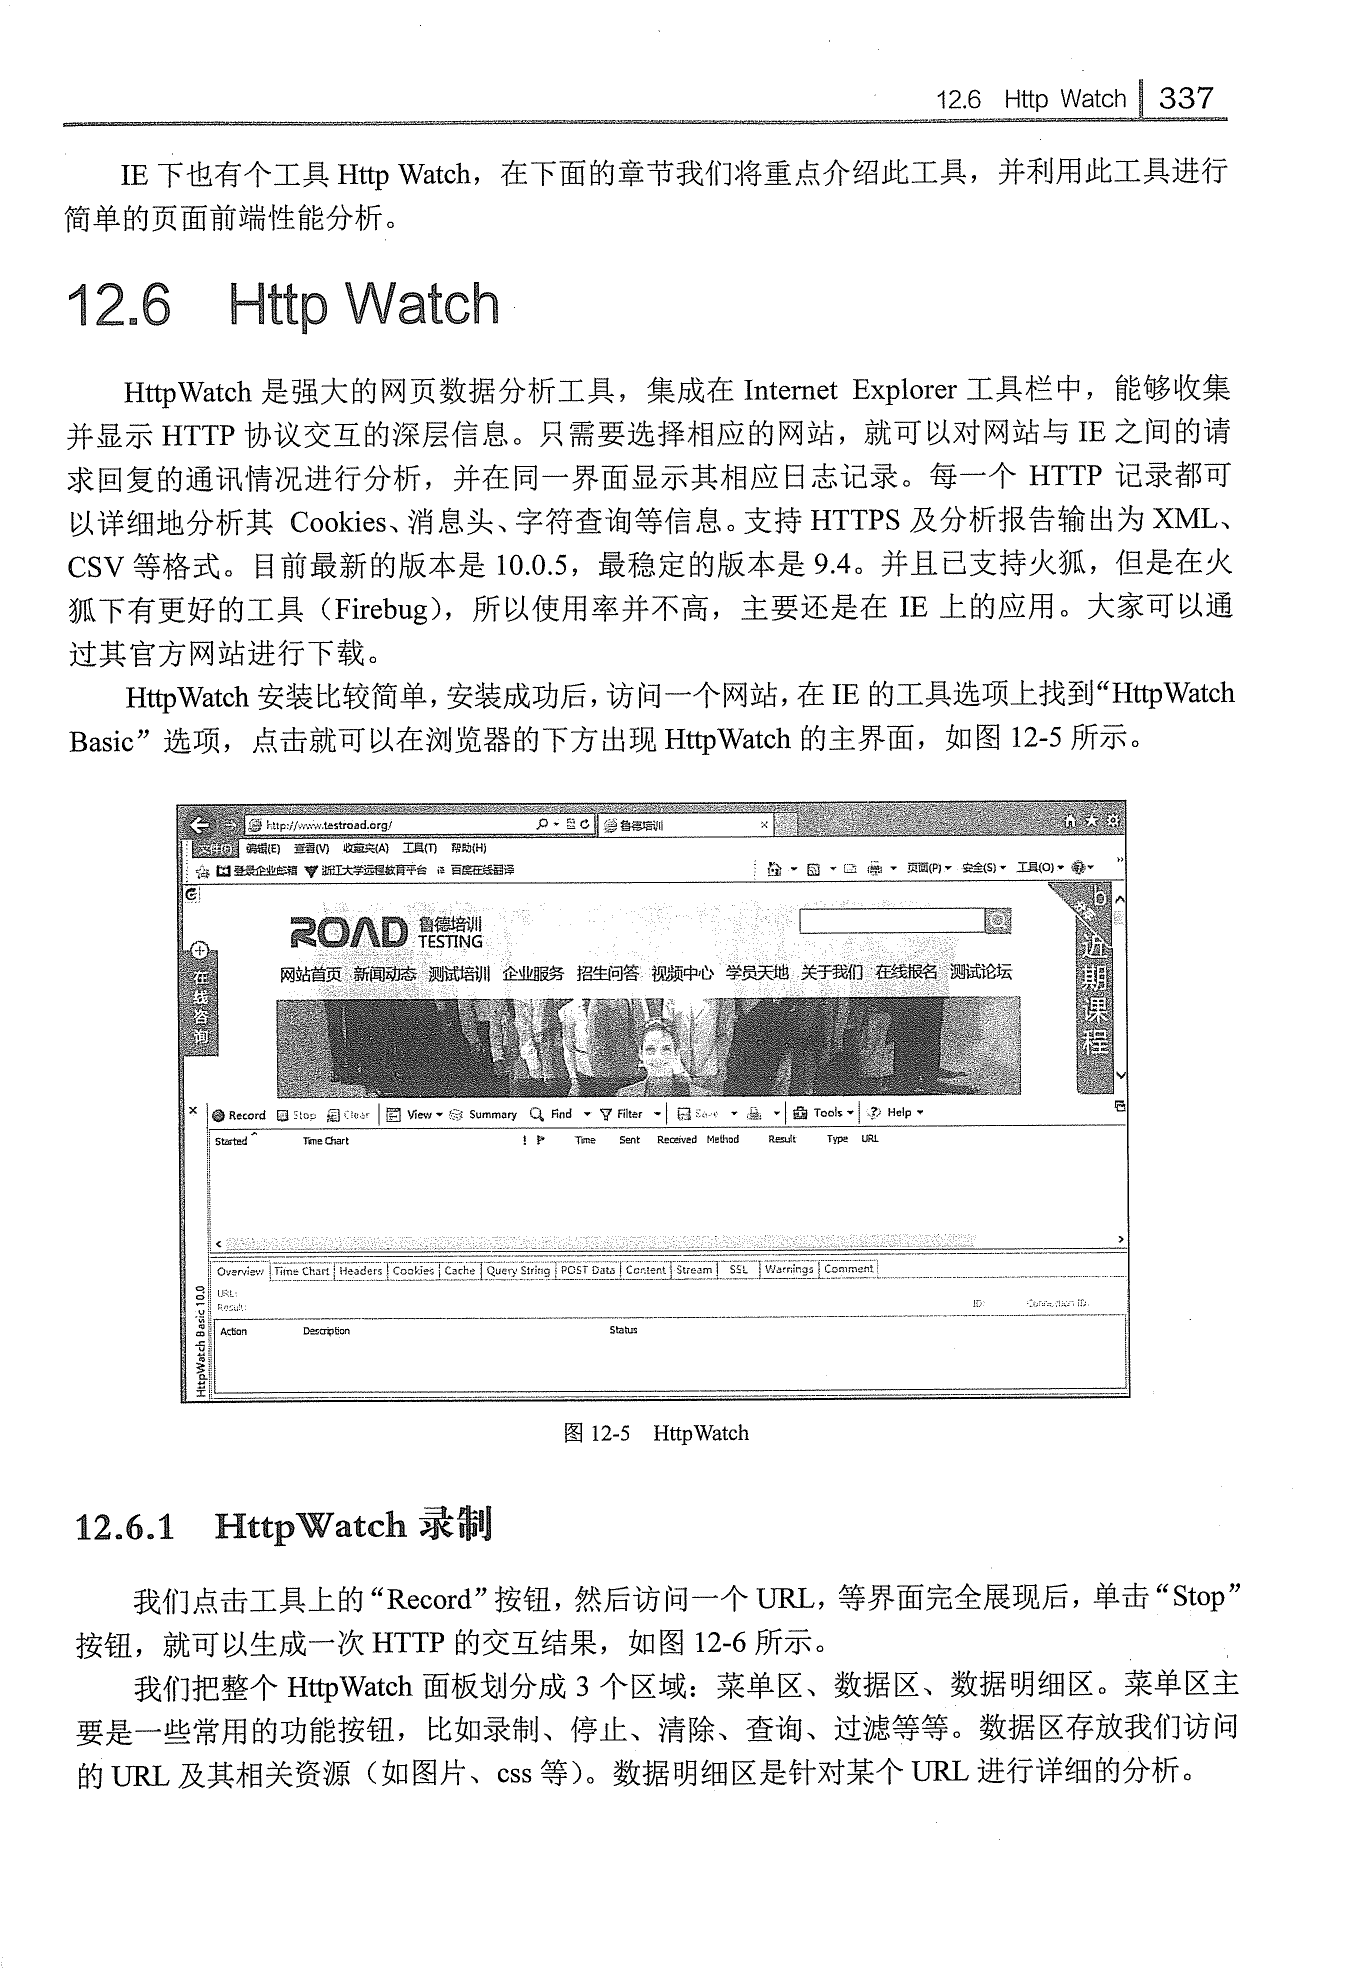 12.6 Http Watch 337
IE 下也有个工具 Http Watch，在下面的章节我们将重点介绍此工具，并利用此工具进行
简单的页面前端性能分析。
12.6 Http Watch
HttpWatch 是强大的网页数据分析工具，集成在 Internet Explorer 工具栏中，能够收集
并显示 HTTP 协议交互的深层信息。只需要选择相应的网站，就可以对网站与 IE 之间的请
求回复的通讯情况进行分析，并在同一界面显示其相应日志记录。每一个 HTTP 记录都可
以详细地分析其 Cookies、消息头、字符查询等信息。支持 HTTPS 及分析报告输出为 XML、
CSV 等格式。目前最新的版本是 10.0.5，最稳定的版本是 9.4。并且已支持火狐，但是在火
狐下有更好的工具（Firebug），所以使用率并不高，主要还是在 IE 上的应用。大家可以通
过其官方网站进行下载。
HttpWatch 安装比较简单，安装成功后，访问一个网站，在 IE 的工具选项上找到“HttpWatch
Basic”选项，点击就可以在浏览器的下方出现 HttpWatch 的主界面，如图 12-5 所示。
http://www.testroad.org/ 鲁德培训
文件(F) 编辑(E) 查看(V) 收藏夹(A) 工具(T) 帮助(H)
登录企业邮箱 浙江大学远程教育平台 百度在线翻译 页面(P) 安全(S) 工具(O)
ROAD 鲁德培训
TESTING
网站首页 新闻动态 测试培训 企业服务 招生问答 视频中心 学员天地 关于我们 在线报名 测试论坛
在线咨询
近期课程
Record Stop Clear View Summary Find Filter Save Tools Help
Started Time Chart ! Time Sent Received Method Result Type URL
Overview Time Chart Headers Cookies Cache Query String POST Data Content Stream SSL Warnings Comment
URL:
Result: ID: Connection ID:
Action Description Status
HttpWatch Basic 10.0
图 12-5 HttpWatch
12.6.1 HttpWatch 录制
我们点击工具上的“Record”按钮，然后访问一个 URL，等界面完全展现后，单击“Stop”
按钮，就可以生成一次 HTTP 的交互结果，如图 12-6 所示。
我们把整个 HttpWatch 面板划分成 3 个区域：菜单区、数据区、数据明细区。菜单区主
要是一些常用的功能按钮，比如录制、停止、清除、查询、过滤等等。数据区存放我们访问
的 URL 及其相关资源（如图片、css 等）。数据明细区是针对某个 URL 进行详细的分析。